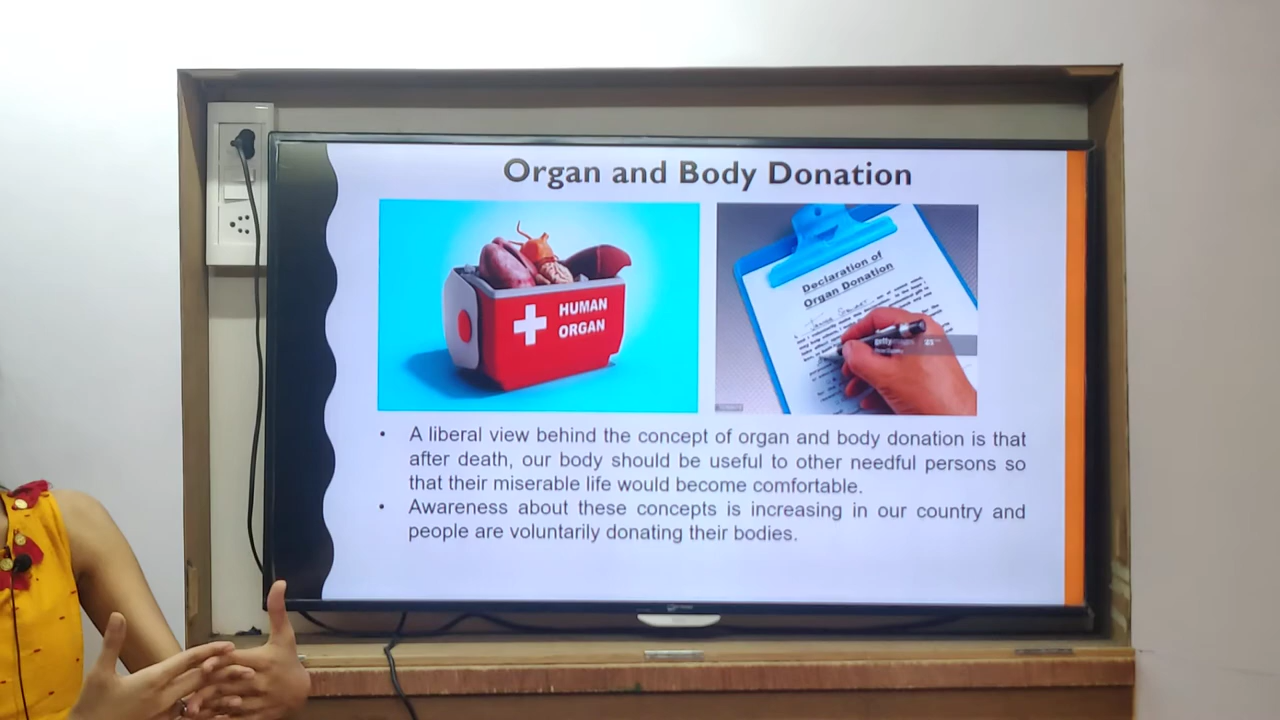 Organ and Body Donation
HUMAN
ORGAN
Declaration of
Organ Donation
• A liberal view behind the concept of organ and body donation is that
after death, our body should be useful to other needful persons so
that their miserable life would become comfortable.
• Awareness about these concepts is increasing in our country and
people are voluntarily donating their bodies.